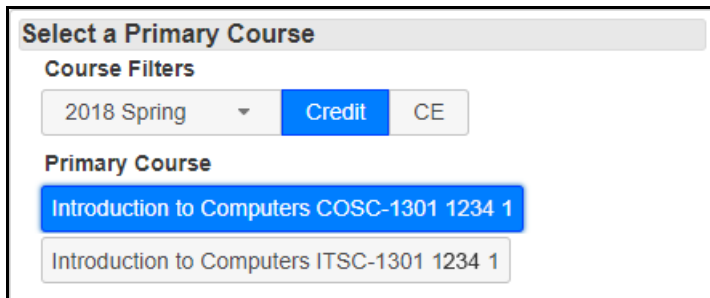 Select a Primary Course
Course Filters
2018 Spring Credit CE
Primary Course
Introduction to Computers COSC-1301 1234 1
Introduction to Computers ITSC-1301 1234 1